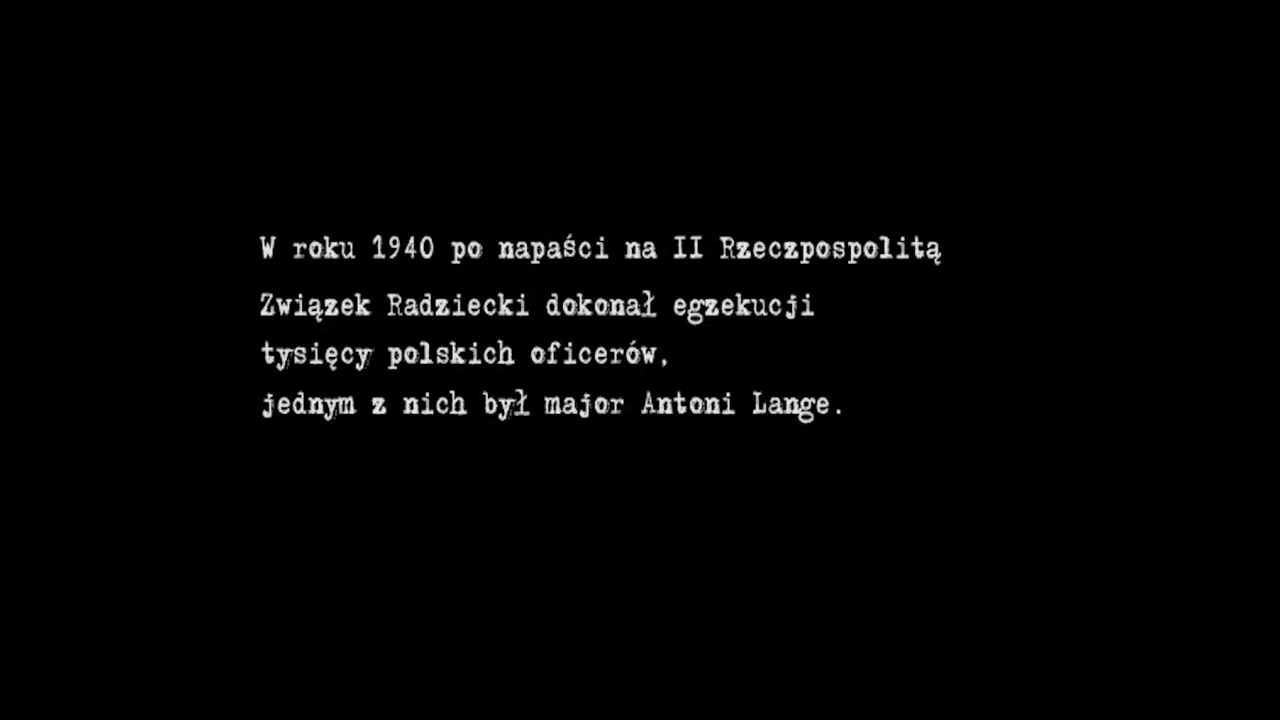 W roku 1940 po napaści na II Rzeczpospolitą
Związek Radziecki dokonał egzekucji
tysięcy polskich oficerów,
jednym z nich był major Antoni Lange.